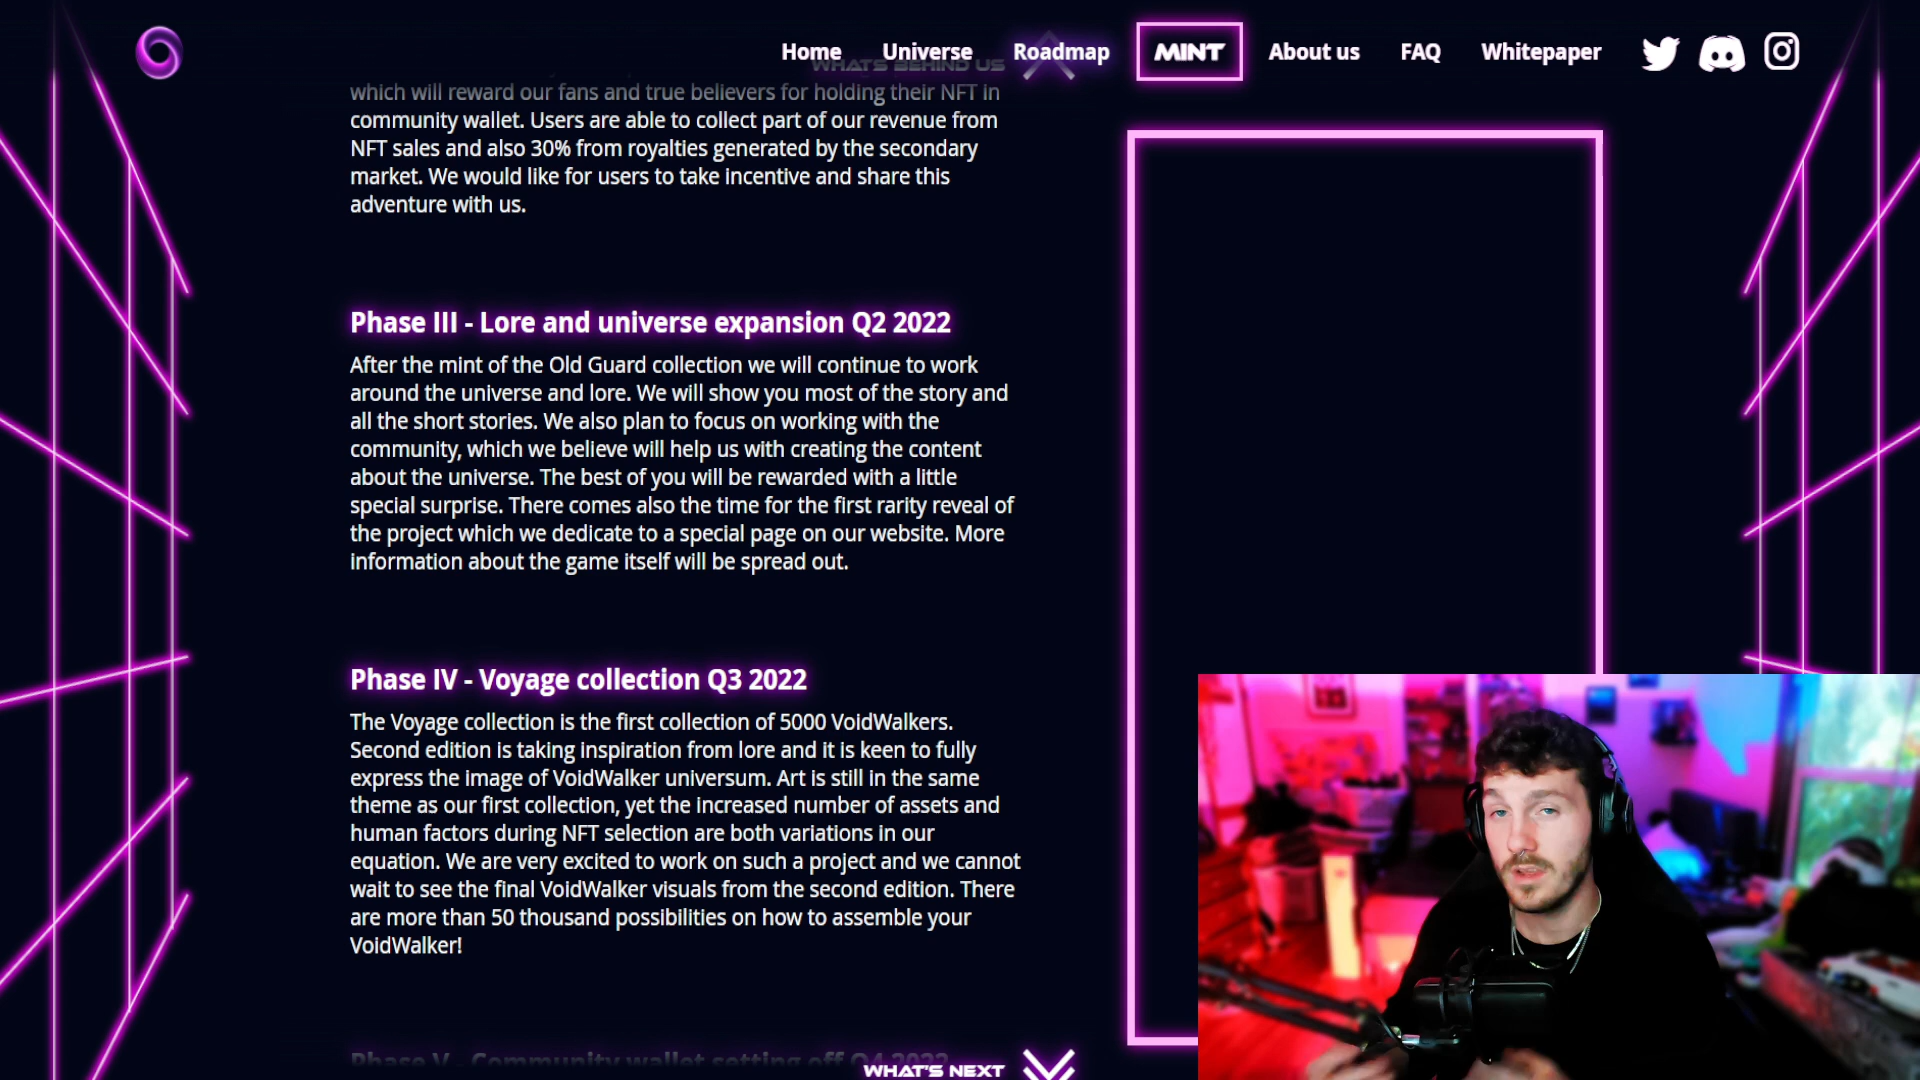 Home Universe Roadmap MINT About us FAQ Whitepaper
WHAT'S BEHIND US
which will reward our fans and true believers for holding their NFT in
community wallet. Users are able to collect part of our revenue from
NFT sales and also 30% from royalties generated by the secondary
market. We would like for users to take incentive and share this
adventure with us.
Phase III - Lore and universe expansion Q2 2022
After the mint of the Old Guard collection we will continue to work
around the universe and lore. We will show you most of the story and
all the short stories. We also plan to focus on working with the
community, which we believe will help us with creating the content
about the universe. The best of you will be rewarded with a little
special surprise. There comes also the time for the first rarity reveal of
the project which we dedicate to a special page on our website. More
information about the game itself will be spread out.
Phase IV - Voyage collection Q3 2022
The Voyage collection is the first collection of 5000 VoidWalkers.
Second edition is taking inspiration from lore and it is keen to fully
express the image of VoidWalker universum. Art is still in the same
theme as our first collection, yet the increased number of assets and
human factors during NFT selection are both variations in our
equation. We are very excited to work on such a project and we cannot
wait to see the final VoidWalker visuals from the second edition. There
are more than 50 thousand possibilities on how to assemble your
VoidWalker!
Phase V - Community wallet setting off Q4 2022
WHAT'S NEXT